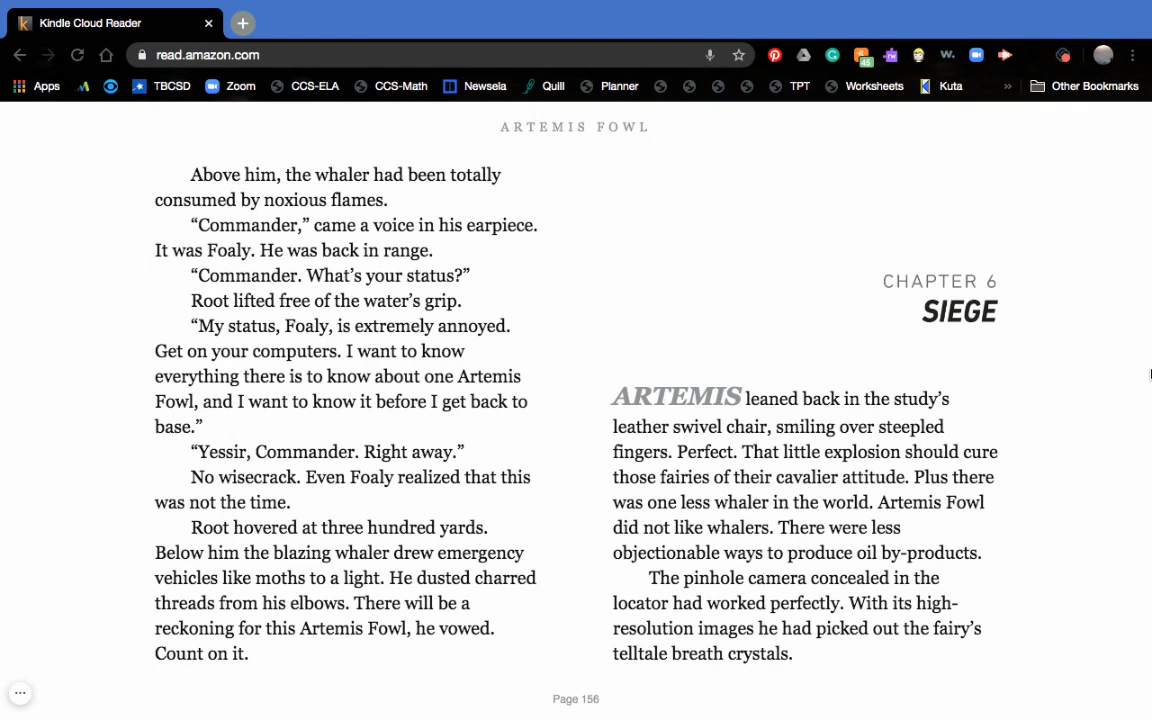 Kindle Cloud Reader
read.amazon.com
45
w.
Apps
TBCSD
Zoom
CCS-ELA
CCS-Math
Newsela
Quill
Planner
TPT
Worksheets
Kuta
»
Other Bookmarks
ARTEMIS FOWL
Above him, the whaler had been totally
consumed by noxious flames.
“Commander,” came a voice in his earpiece.
It was Foaly. He was back in range.
“Commander. What’s your status?”
Root lifted free of the water’s grip.
“My status, Foaly, is extremely annoyed.
Get on your computers. I want to know
everything there is to know about one Artemis
Fowl, and I want to know it before I get back to
base.”
“Yessir, Commander. Right away.”
No wisecrack. Even Foaly realized that this
was not the time.
Root hovered at three hundred yards.
Below him the blazing whaler drew emergency
vehicles like moths to a light. He dusted charred
threads from his elbows. There will be a
reckoning for this Artemis Fowl, he vowed.
Count on it.
CHAPTER 6
SIEGE
ARTEMIS leaned back in the study’s
leather swivel chair, smiling over steepled
fingers. Perfect. That little explosion should cure
those fairies of their cavalier attitude. Plus there
was one less whaler in the world. Artemis Fowl
did not like whalers. There were less
objectionable ways to produce oil by-products.
The pinhole camera concealed in the
locator had worked perfectly. With its high-
resolution images he had picked out the fairy’s
telltale breath crystals.
Page 156